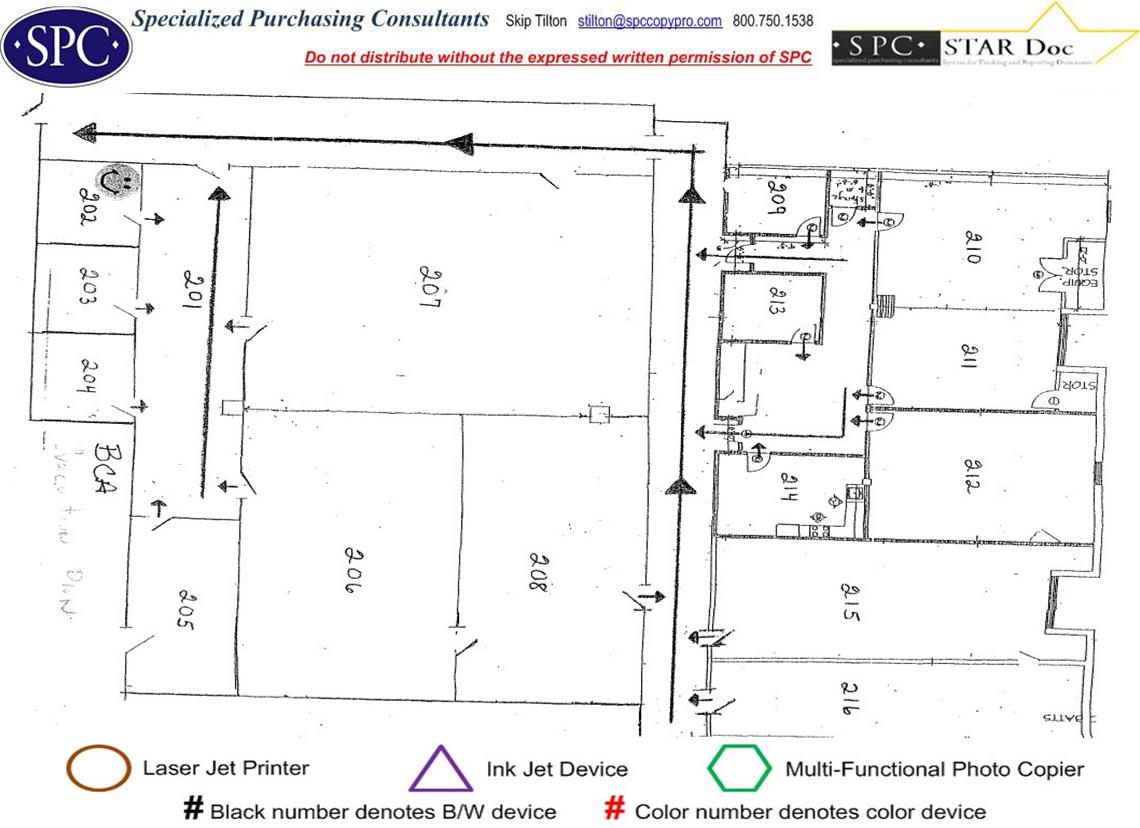 Specialized Purchasing Consultants Skip Tilton stilton@spccopypro.com 800.750.1538
·SPC·
Do not distribute without the expressed written permission of SPC
·SPC· STAR Doc
specialized purchasing consultants System for Tracking and Reporting Documents
209
202
210
EQUIP. STOR.
203
201
207
213
204
211
STOR
BCA
212
214
206
208
205
215
216
BATTS
Laser Jet Printer
Ink Jet Device
Multi-Functional Photo Copier
# Black number denotes B/W device
# Color number denotes color device